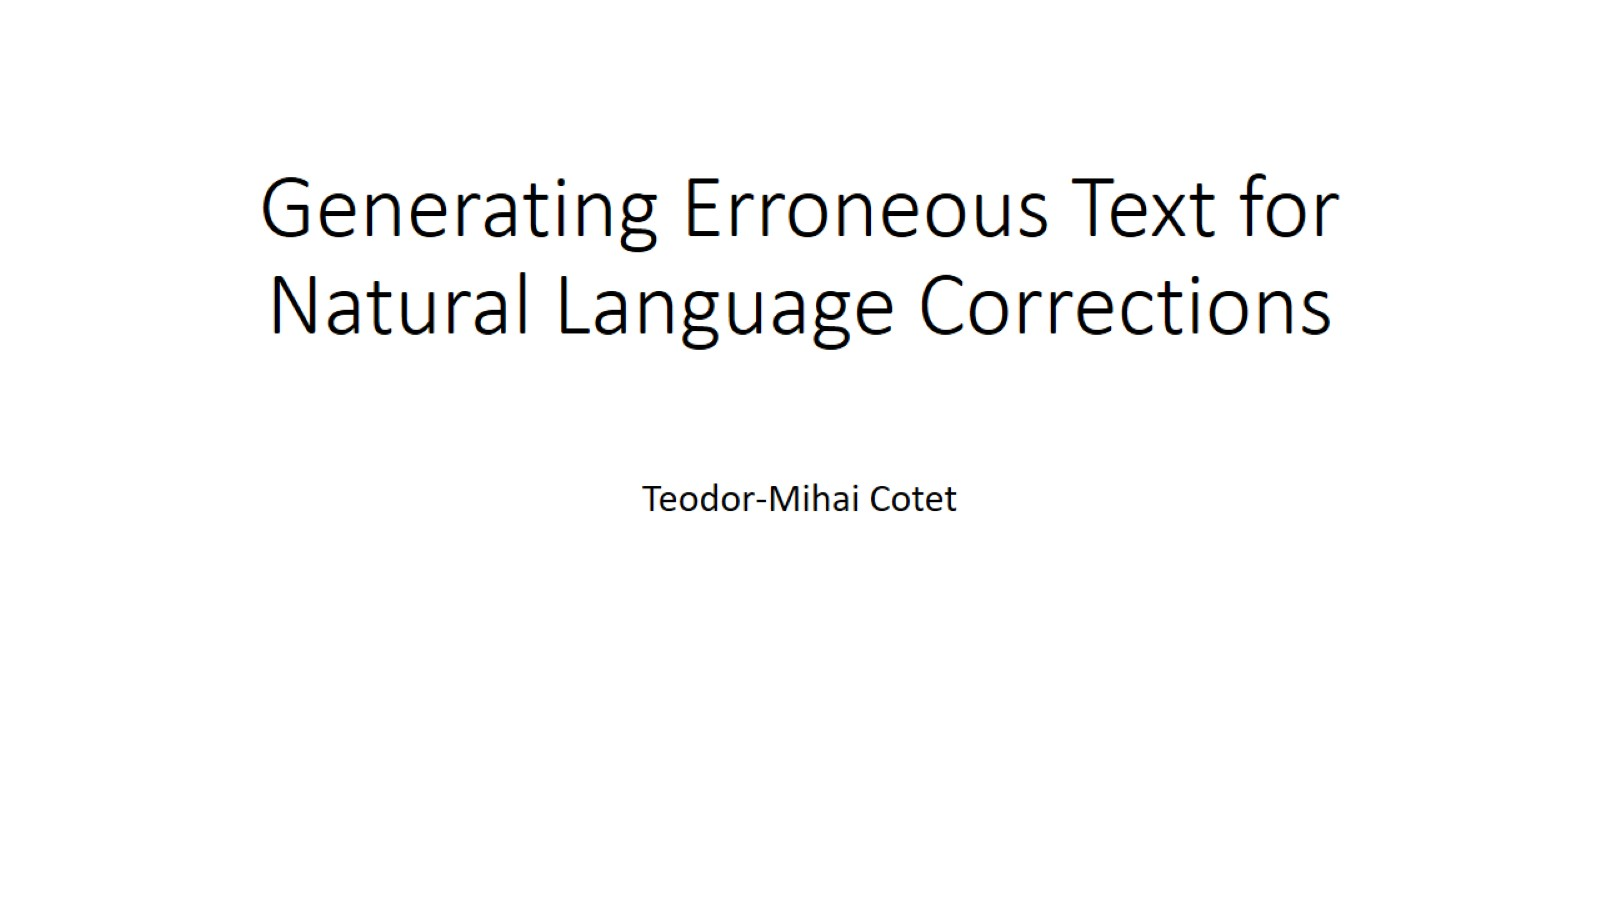 Generating Erroneous Text for
Natural Language Corrections
Teodor-Mihai Cotet